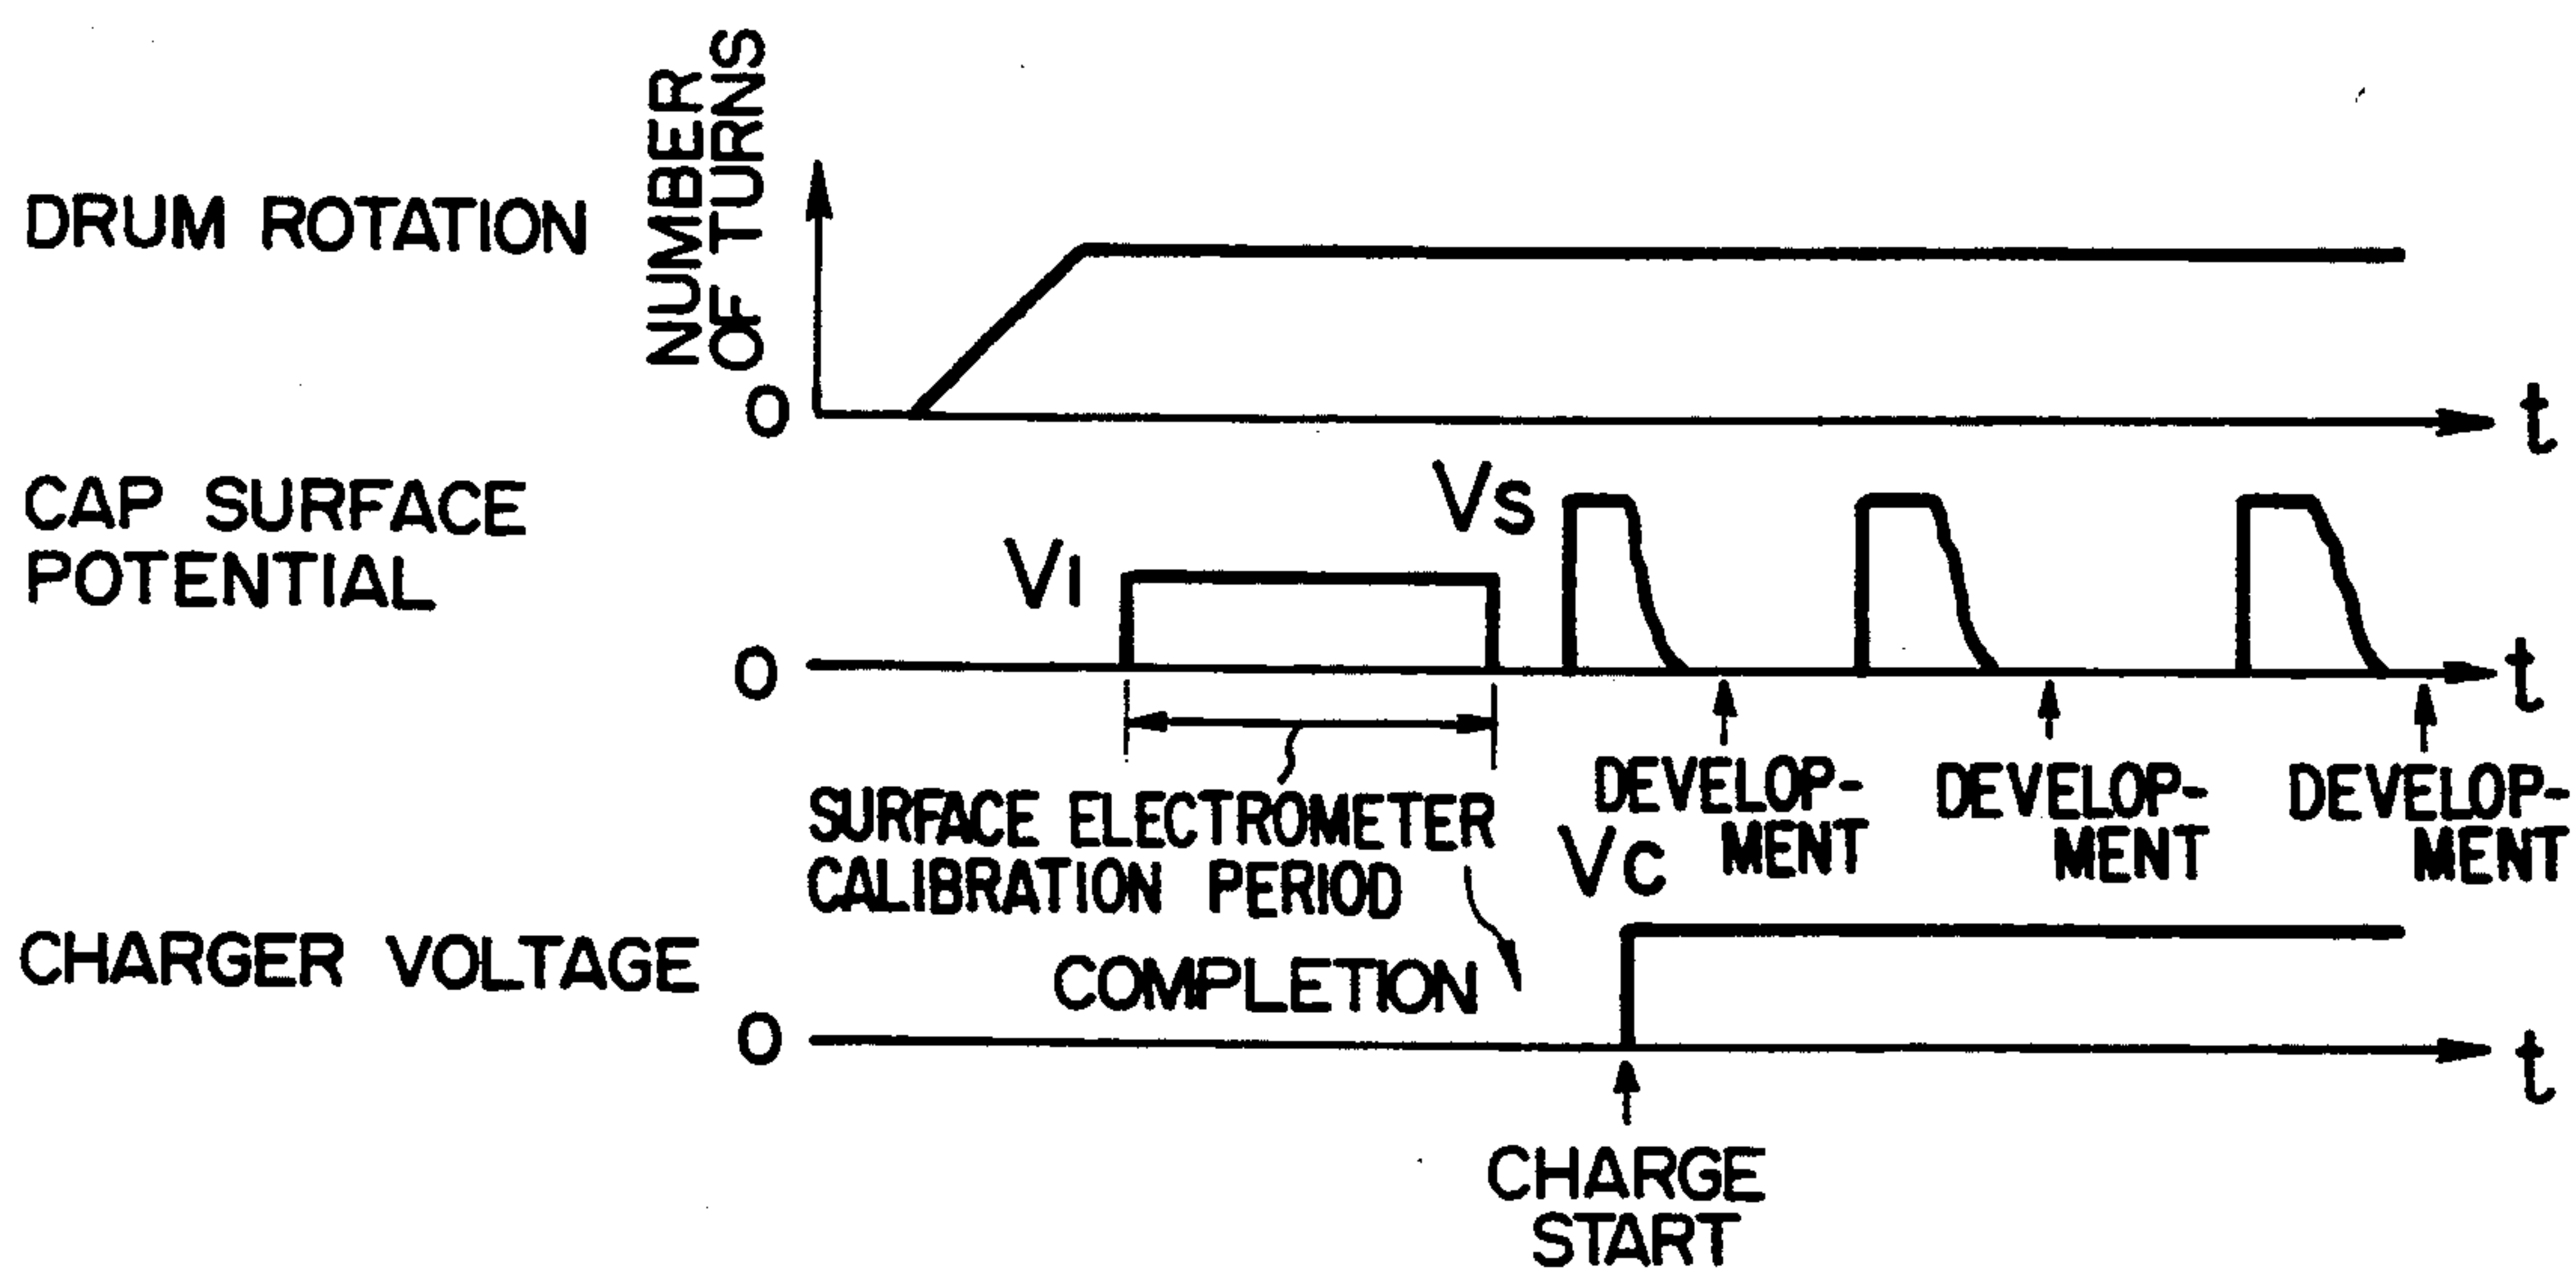 NUMBER
OF TURNS
DRUM ROTATION
0
t
CAP SURFACE
POTENTIAL
VI
VS
0
t
SURFACE ELECTROMETER
CALIBRATION PERIOD
DEVELOP-
MENT
DEVELOP-
MENT
DEVELOP-
MENT
CHARGER VOLTAGE
COMPLETION
VC
0
t
CHARGE
START